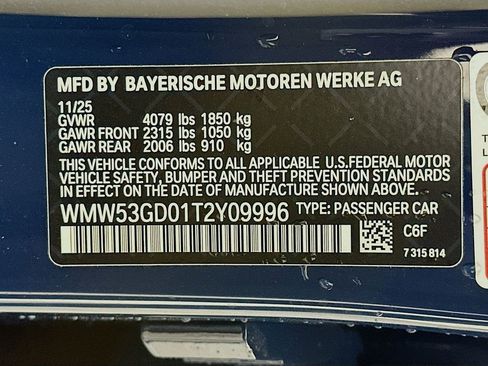 MFD BY BAYERISCHE MOTOREN WERKE AG
11/25
GVWR 4079 lbs 1850 kg
GAWR FRONT 2315 lbs 1050 kg
GAWR REAR 2006 lbs 910 kg
THIS VEHICLE CONFORMS TO ALL APPLICABLE U.S.FEDERAL MOTOR
VEHICLE SAFETY, BUMPER AND THEFT PREVENTION STANDARDS
IN EFFECT ON THE DATE OF MANUFACTURE SHOWN ABOVE.
WMW53GD01T2Y09996 TYPE: PASSENGER CAR
C6F
7 315 814